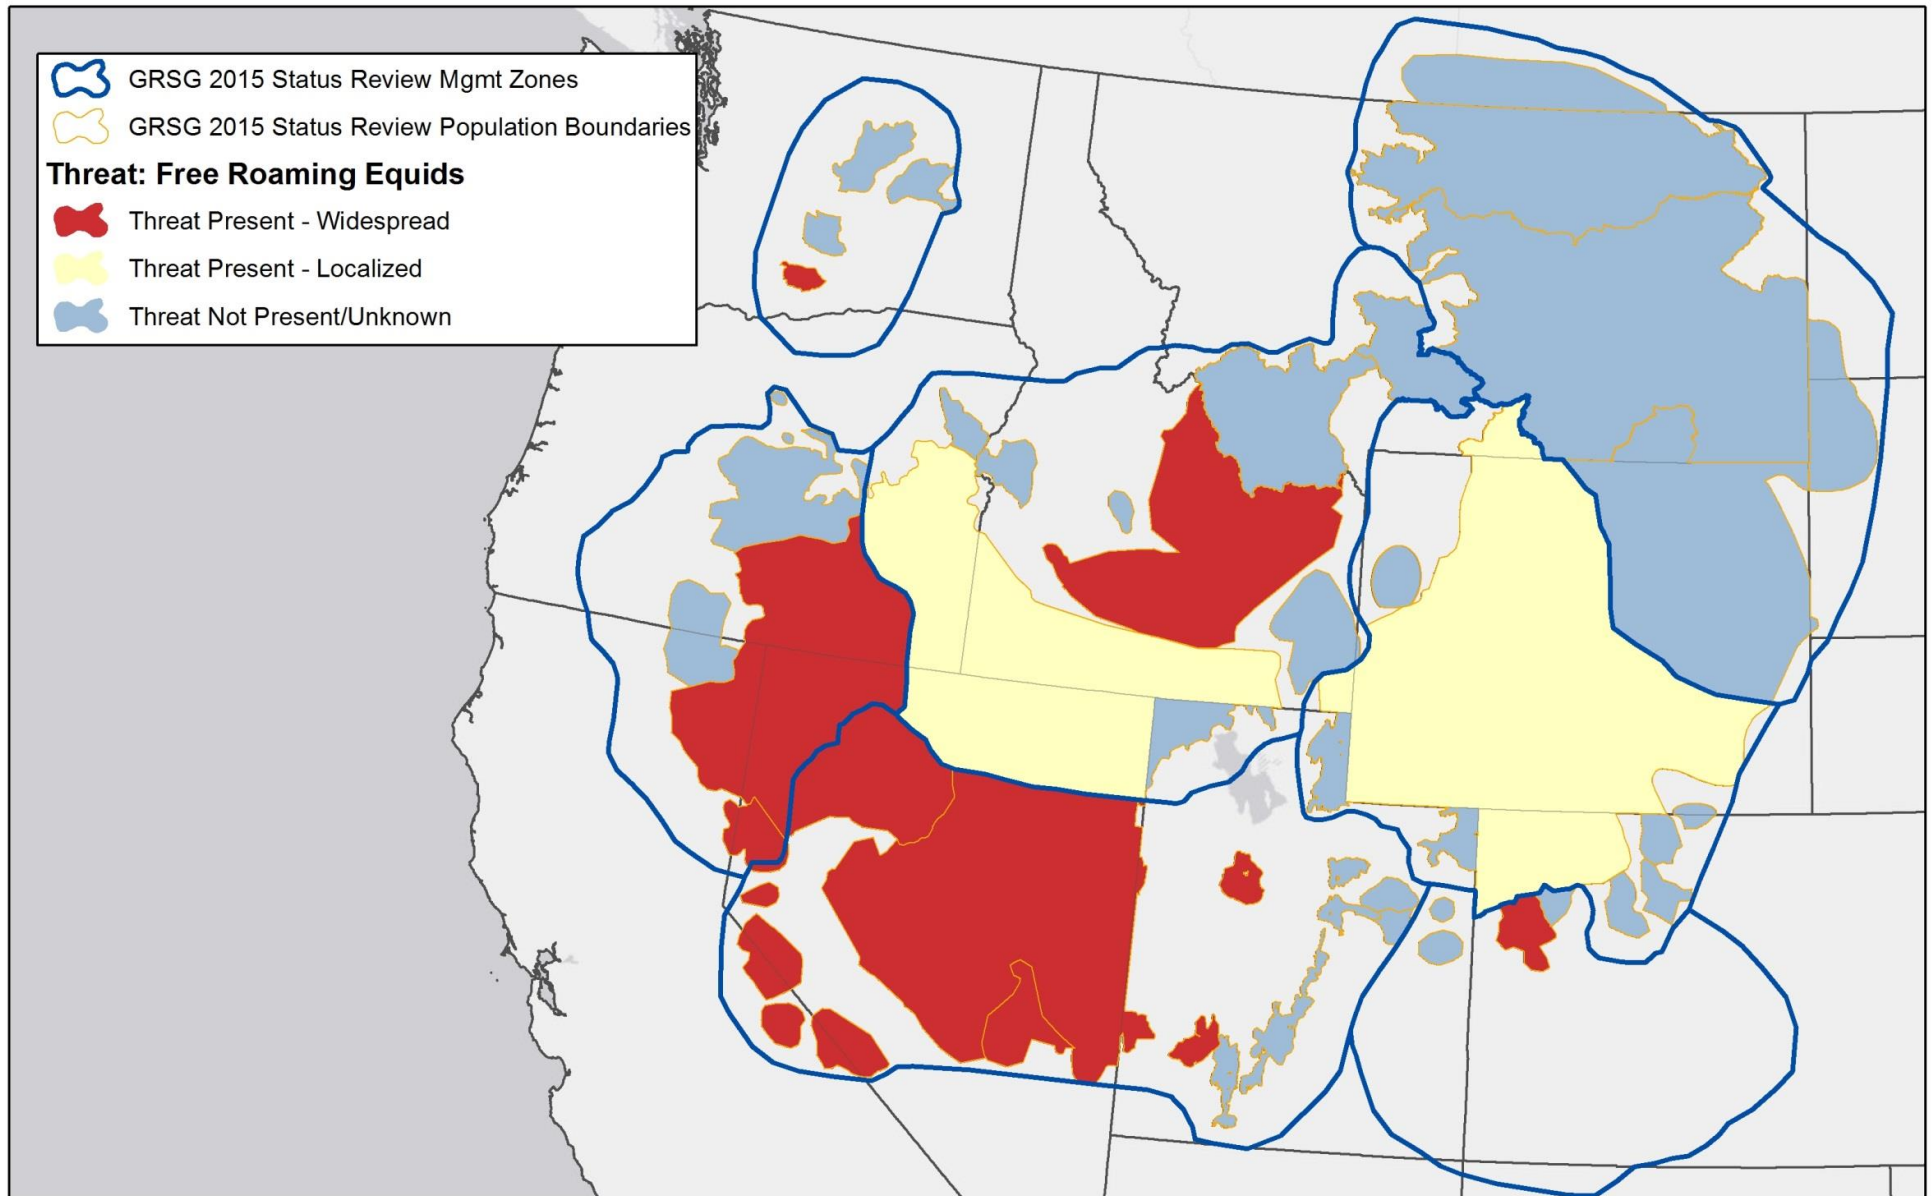 GRSG 2015 Status Review Mgmt Zones
GRSG 2015 Status Review Population Boundaries
Threat: Free Roaming Equids
Threat Present - Widespread
Threat Present - Localized
Threat Not Present/Unknown